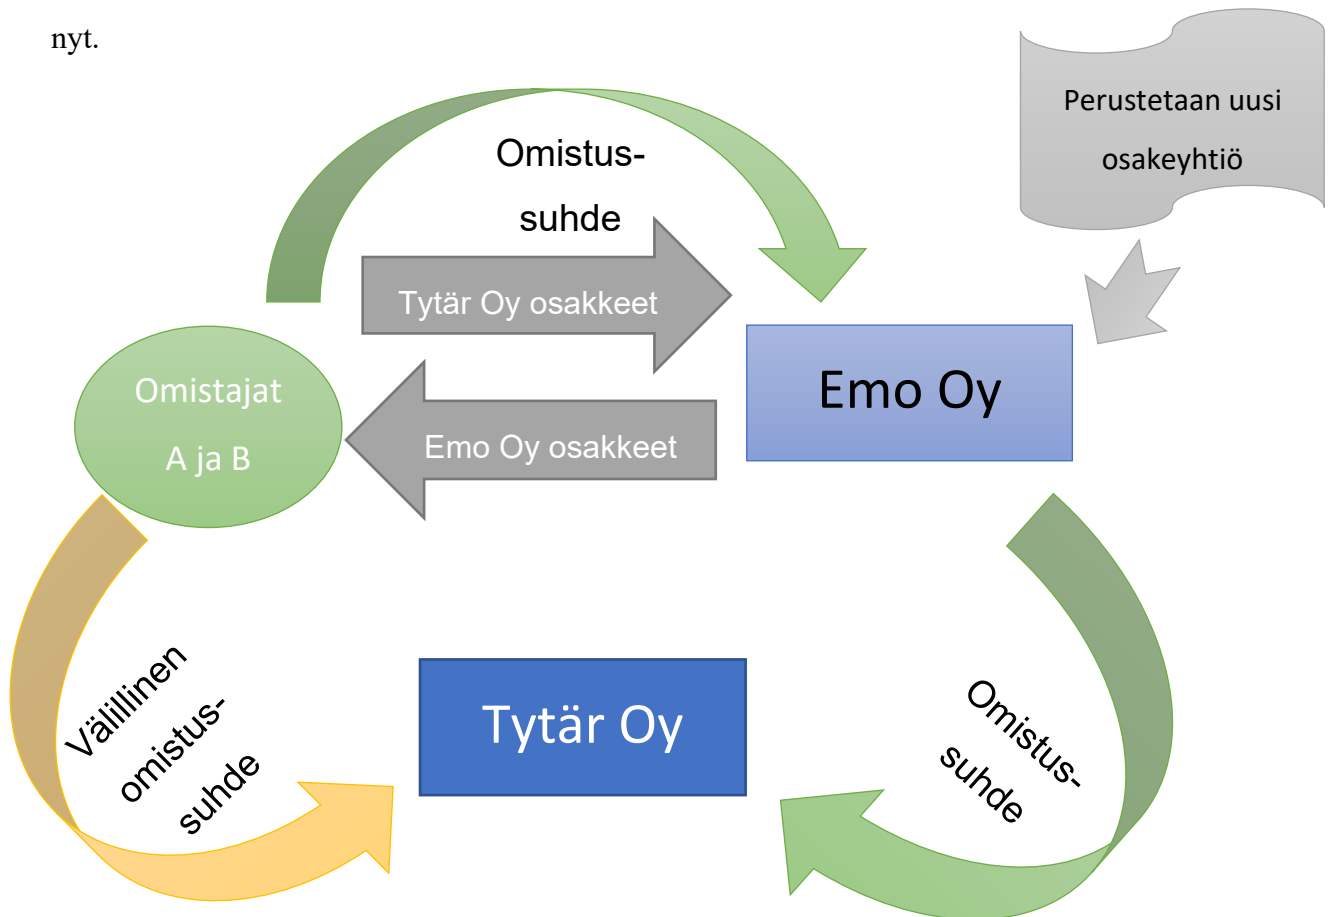 nyt.
Perustetaan uusi
osakeyhtiö
Omistus-
suhde
Tytär Oy osakkeet
Omistajat
A ja B
Emo Oy
Emo Oy osakkeet
Välillinen
omistus-
suhde
Tytär Oy
Omistus-
suhde